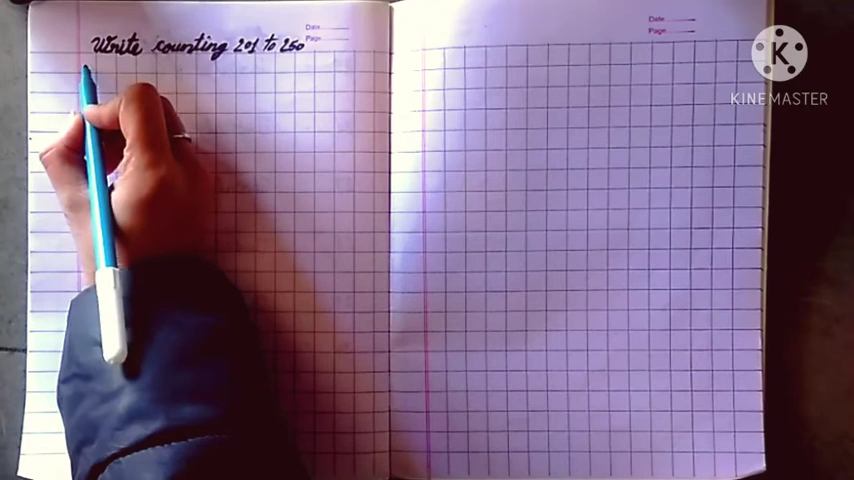 Write counting 201 to 250
Date
Page
Date
Page
K
KINEMASTER